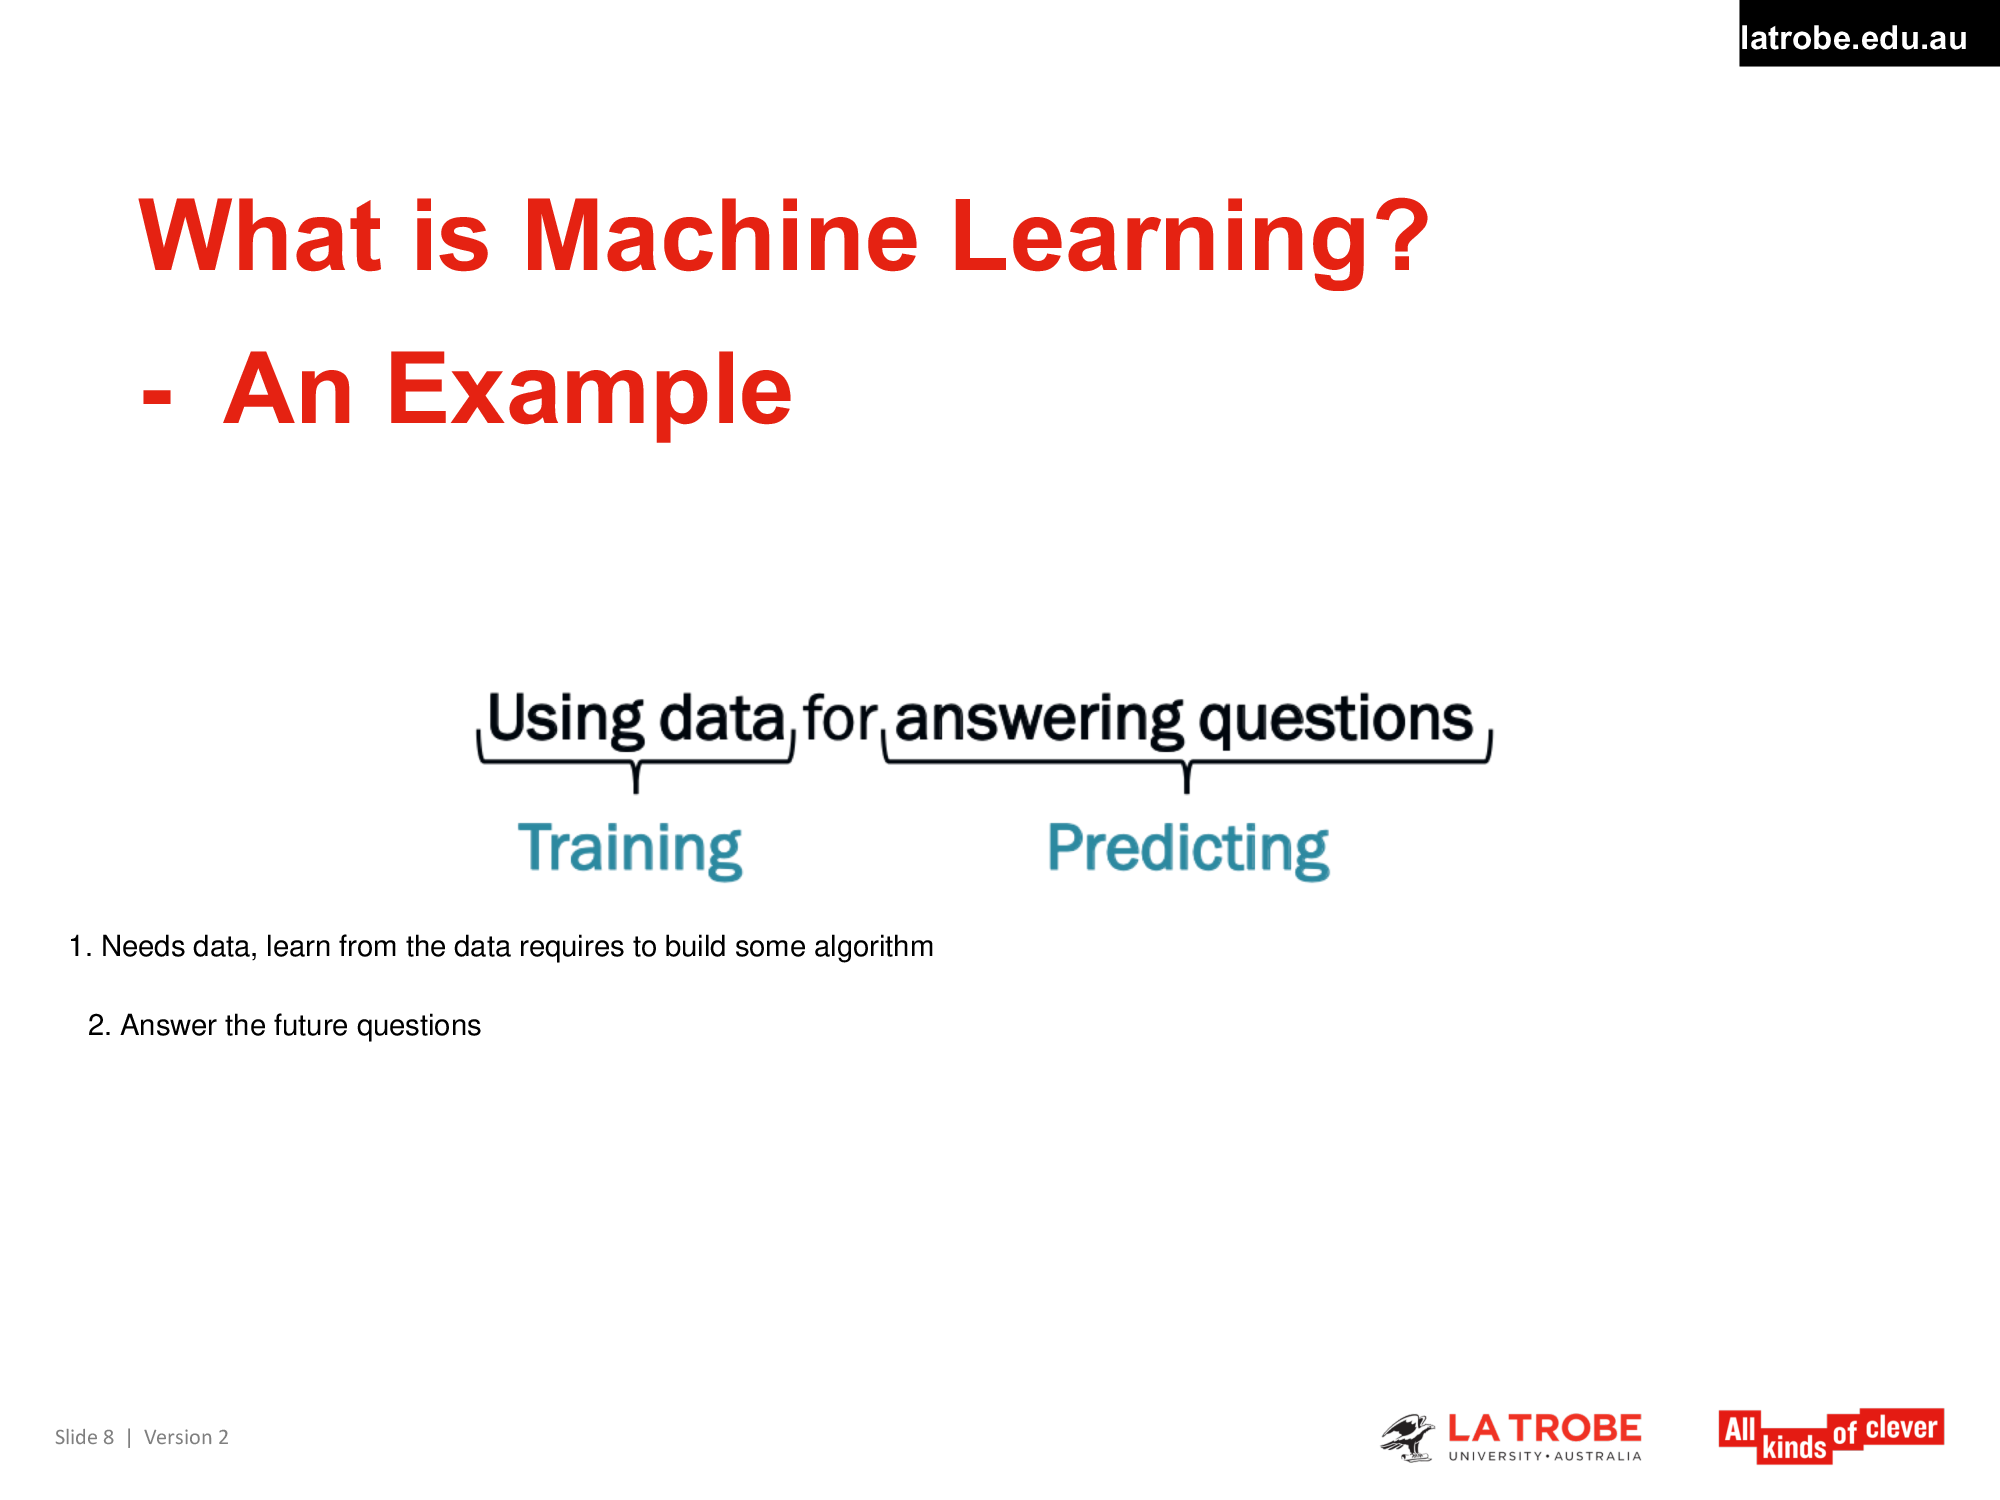 latrobe.edu.au
What is Machine Learning?
- An Example
Using data for answering questions
Training Predicting
1. Needs data, learn from the data requires to build some algorithm
2. Answer the future questions
Slide 8 | Version 2
LA TROBE
UNIVERSITY • AUSTRALIA
All kinds of clever